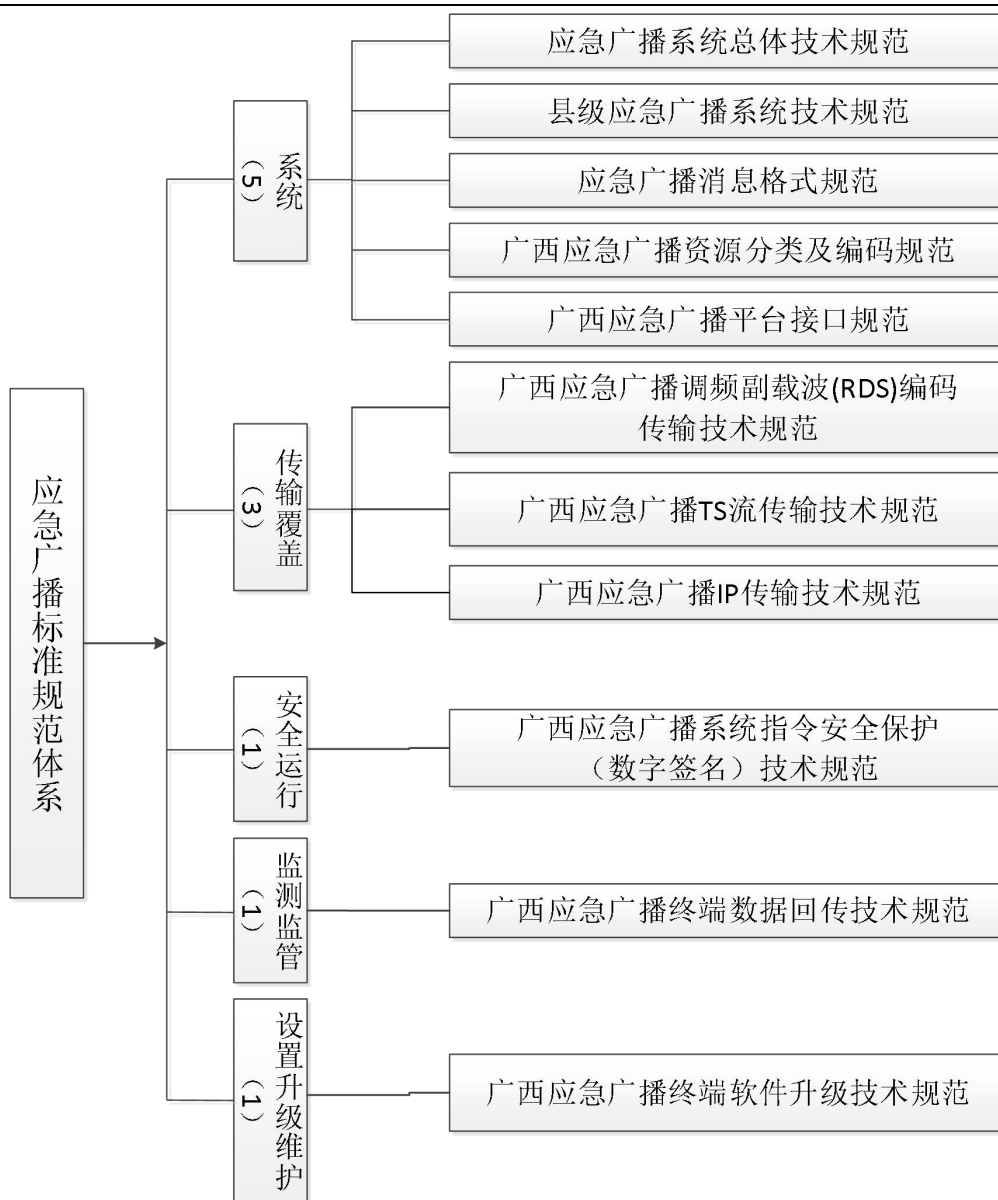 应急广播标准规范体系
系统
（5）
应急广播系统总体技术规范
县级应急广播系统技术规范
应急广播消息格式规范
广西应急广播资源分类及编码规范
广西应急广播平台接口规范
传输覆盖
（3）
广西应急广播调频副载波(RDS)编码
传输技术规范
广西应急广播TS流传输技术规范
广西应急广播IP传输技术规范
安全运行
（1）
广西应急广播系统指令安全保护
（数字签名）技术规范
监测监管
（1）
广西应急广播终端数据回传技术规范
设置升级维护
（1）
广西应急广播终端软件升级技术规范